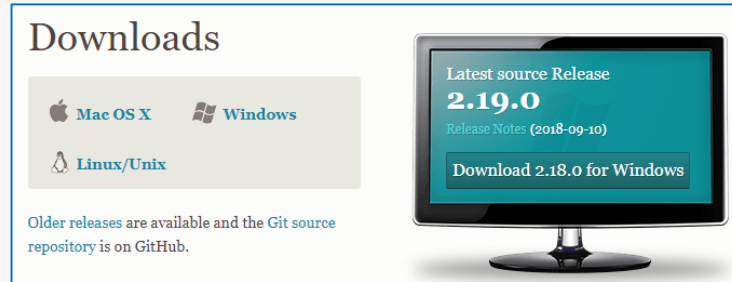 Downloads
Mac OS X
Windows
Linux/Unix
Older releases are available and the Git source
repository is on GitHub.
Latest source Release
2.19.0
Release Notes (2018-09-10)
Download 2.18.0 for Windows